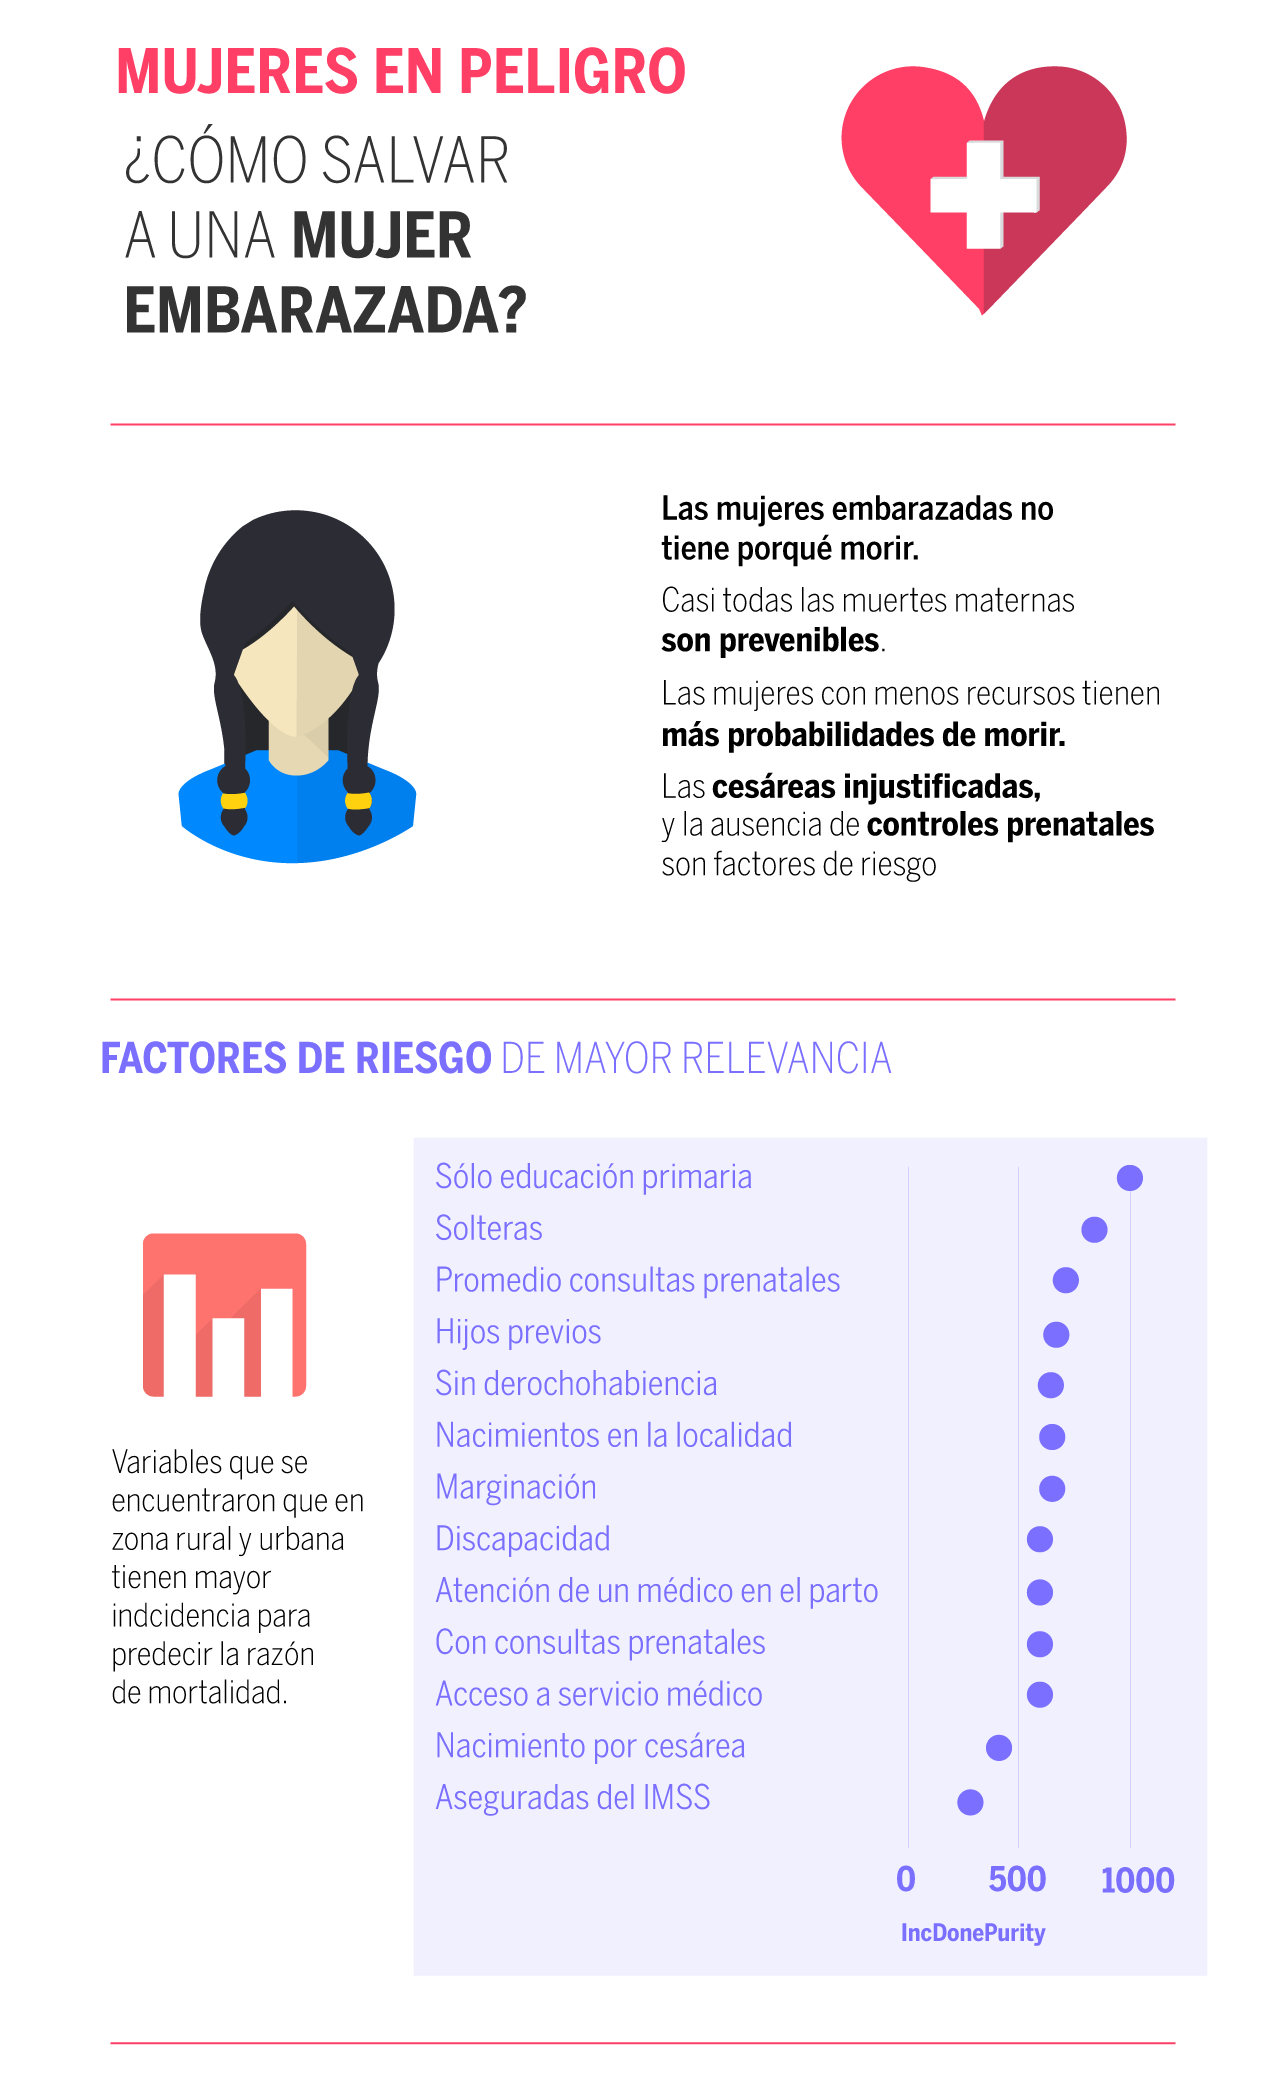 MUJERES EN PELIGRO
¿CÓMO SALVAR
A UNA MUJER
EMBARAZADA?
Las mujeres embarazadas no
tiene porqué morir.
Casi todas las muertes maternas
son prevenibles.
Las mujeres con menos recursos tienen
más probabilidades de morir.
Las cesáreas injustificadas,
y la ausencia de controles prenatales
son factores de riesgo
FACTORES DE RIESGO DE MAYOR RELEVANCIA
Variables que se
encuentraron que en
zona rural y urbana
tienen mayor
indcidencia para
predecir la razón
de mortalidad.
Sólo educación primaria
Solteras
Promedio consultas prenatales
Hijos previos
Sin derochohabiencia
Nacimientos en la localidad
Marginación
Discapacidad
Atención de un médico en el parto
Con consultas prenatales
Acceso a servicio médico
Nacimiento por cesárea
Aseguradas del IMSS
0 500 1000
IncDonePurity